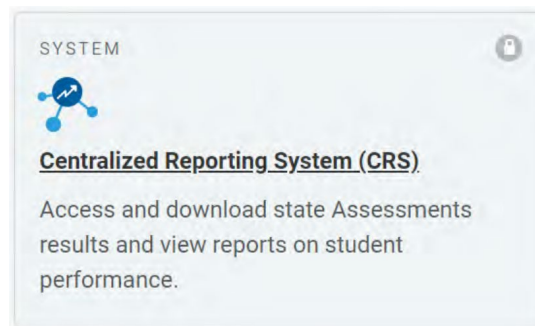 SYSTEM
Centralized Reporting System (CRS)
Access and download state Assessments
results and view reports on student
performance.